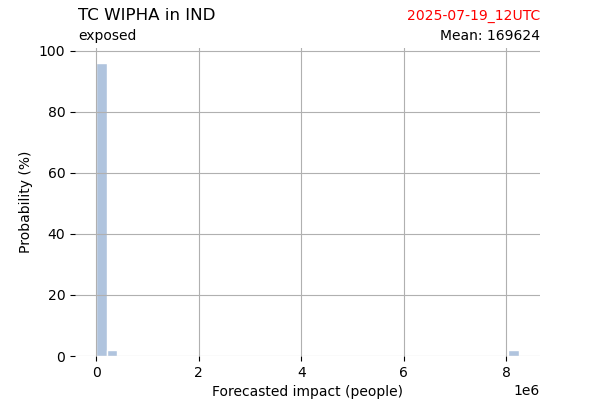 TC WIPHA in IND
2025-07-19_12UTC
exposed
Mean: 169624
100
80
60
40
20
0
Probability (%)
0 2 4 6 8
1e6
Forecasted impact (people)